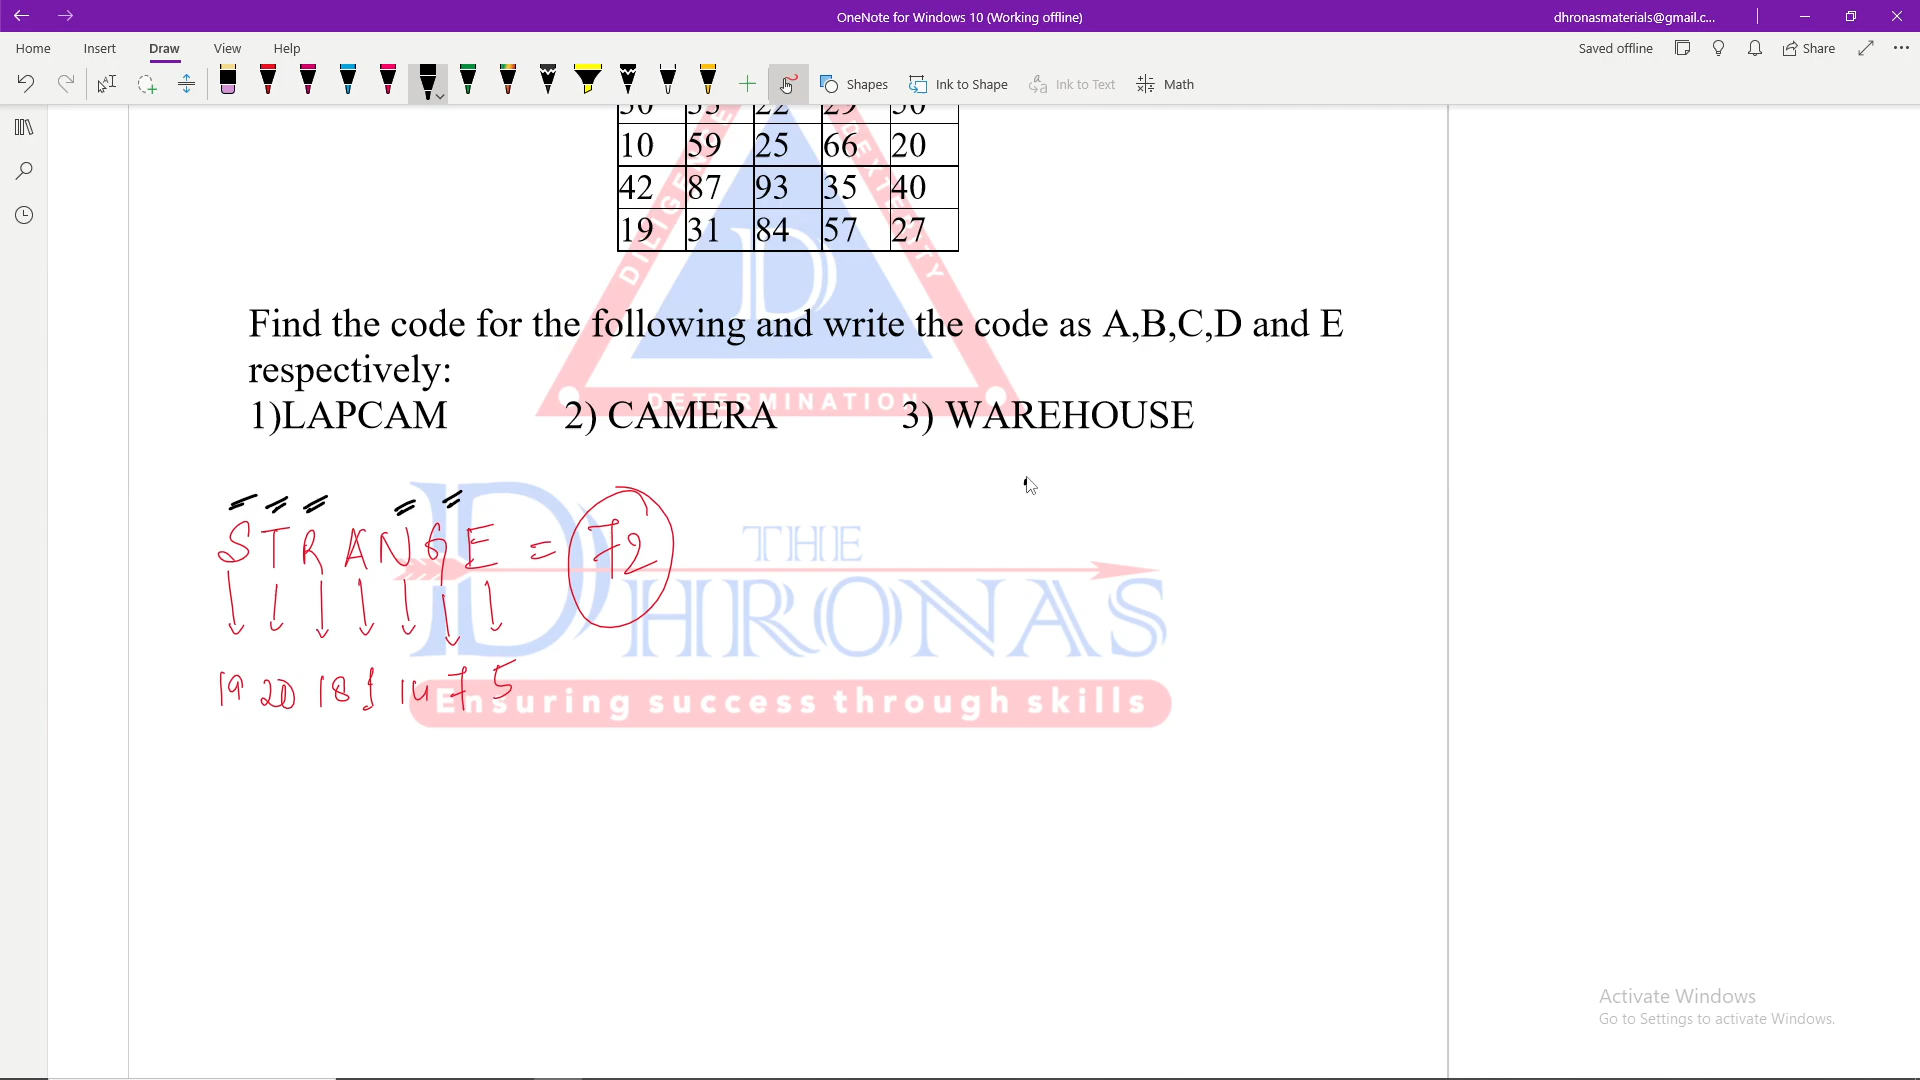 OneNote for Windows 10 (Working offline)
dhronasmaterials@gmail.c...
Home Insert Draw View Help
Saved offline
Share
Shapes
Ink to Shape
Ink to Text
Math
10 59 25 66 20
42 87 93 35 40
19 31 84 57 27
DILIGENCE
DEXTERITY
D
DETERMINATION
Find the code for the following and write the code as A,B,C,D and E
respectively:
1)LAPCAM 2) CAMERA 3) WAREHOUSE
STRANGE = 72
19 20 18 1 14 7 5
THE
DHRONAS
Ensuring success through skills
Activate Windows
Go to Settings to activate Windows.